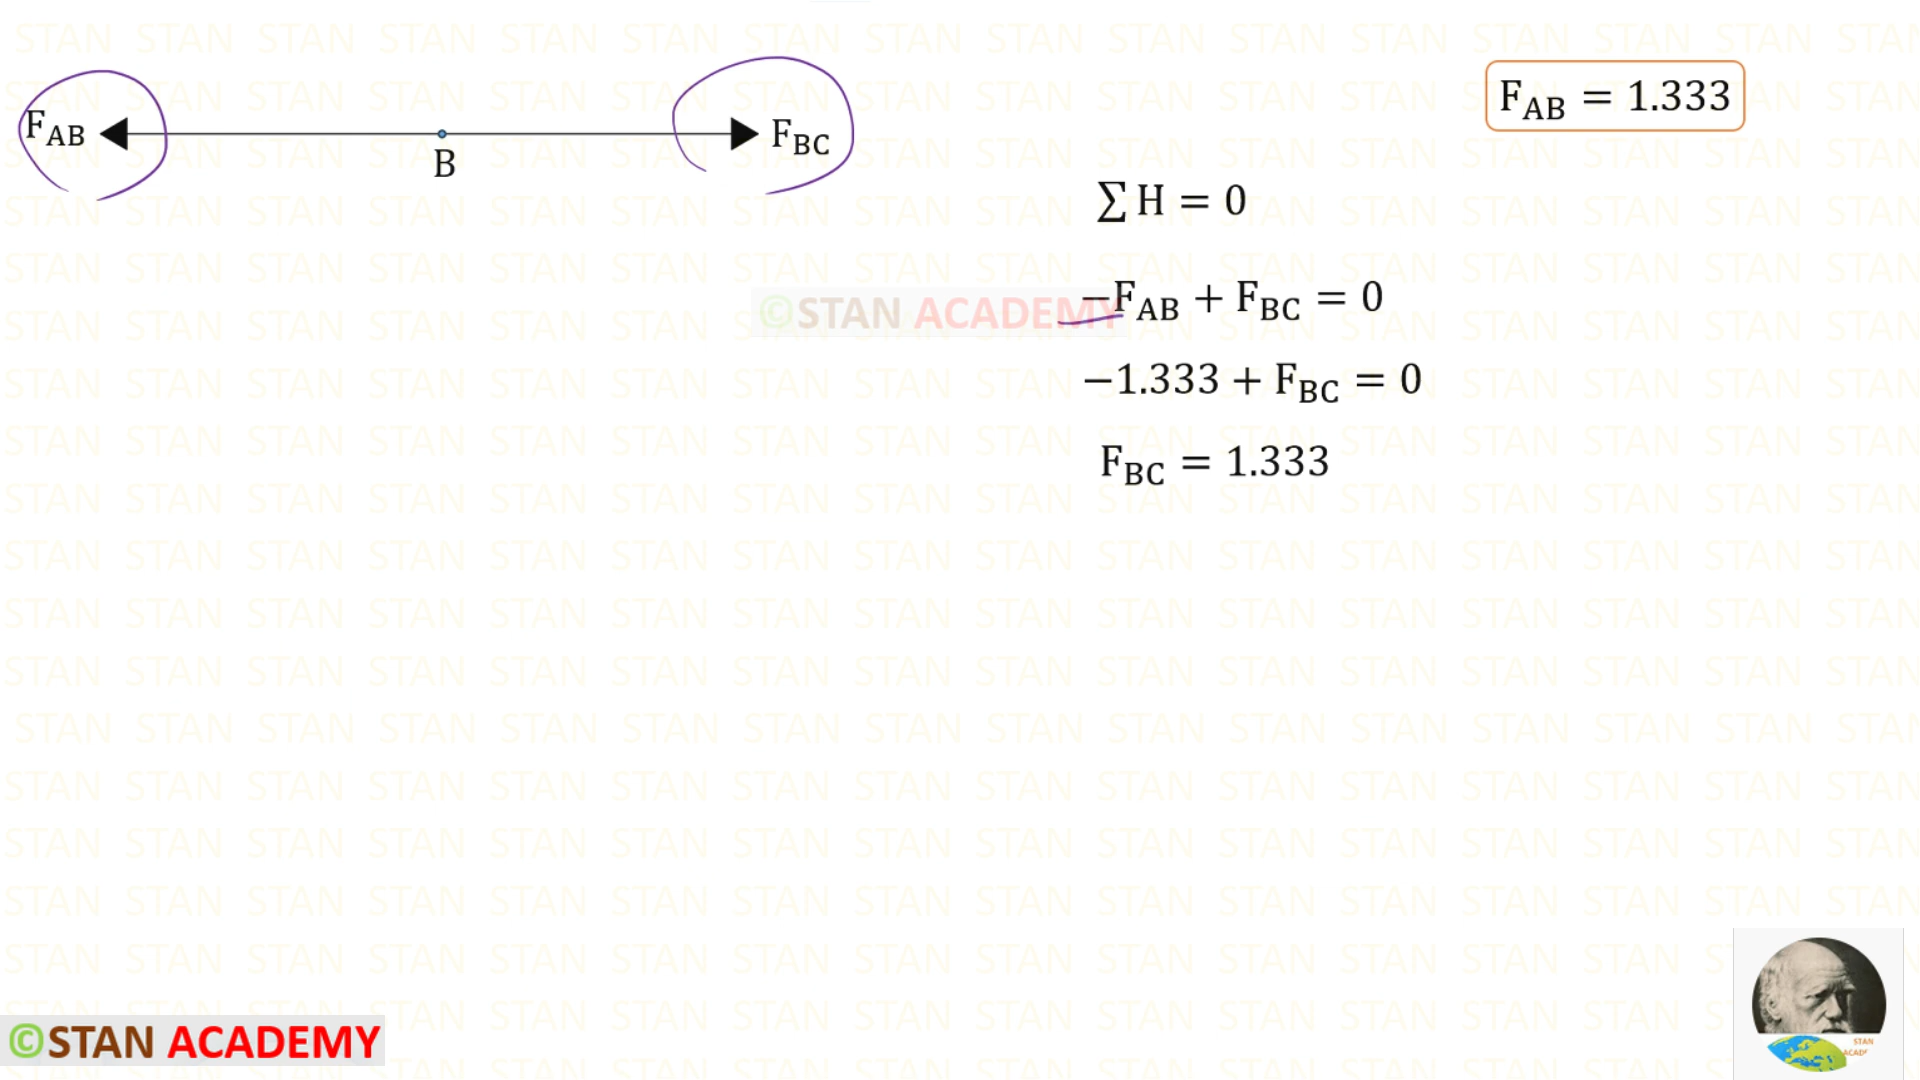 F_AB
B
F_BC
F_AB = 1.333
∑ H = 0
−F_AB + F_BC = 0
©STAN ACADEMY
−1.333 + F_BC = 0
F_BC = 1.333
©STAN ACADEMY
STAN